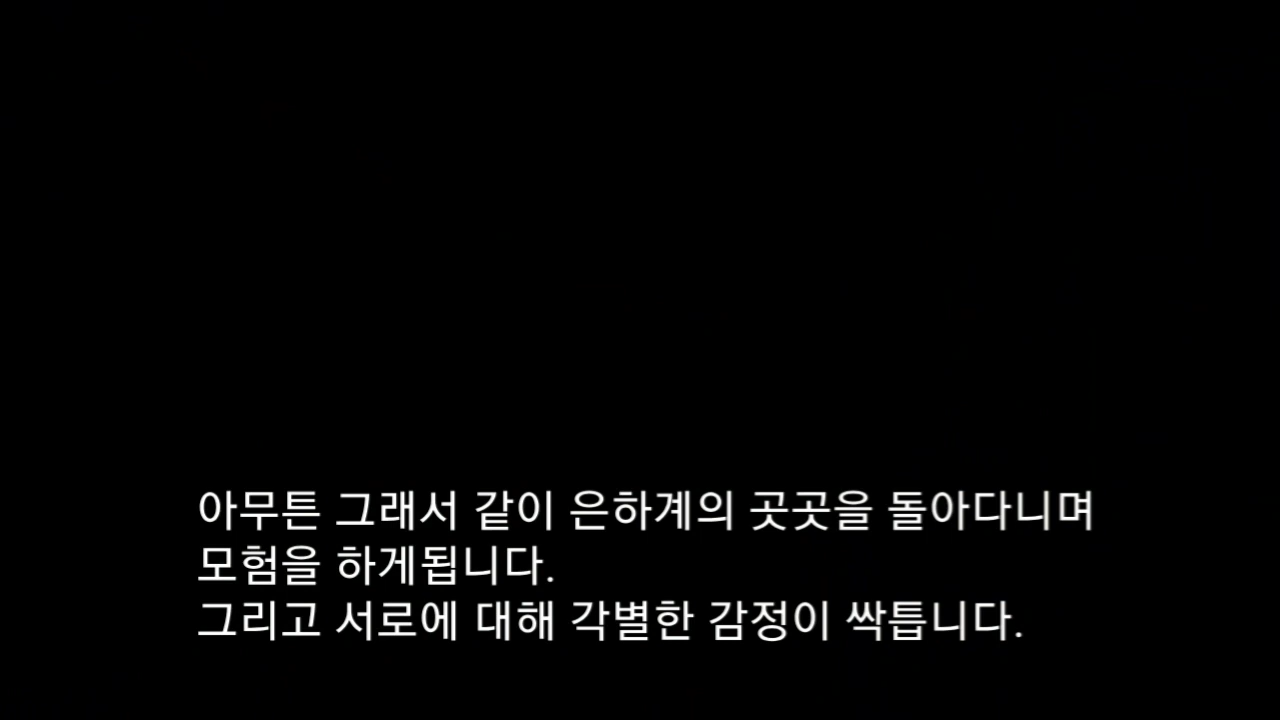 아무튼 그래서 같이 은하계의 곳곳을 돌아다니며
모험을 하게됩니다.
그리고 서로에 대해 각별한 감정이 싹틉니다.